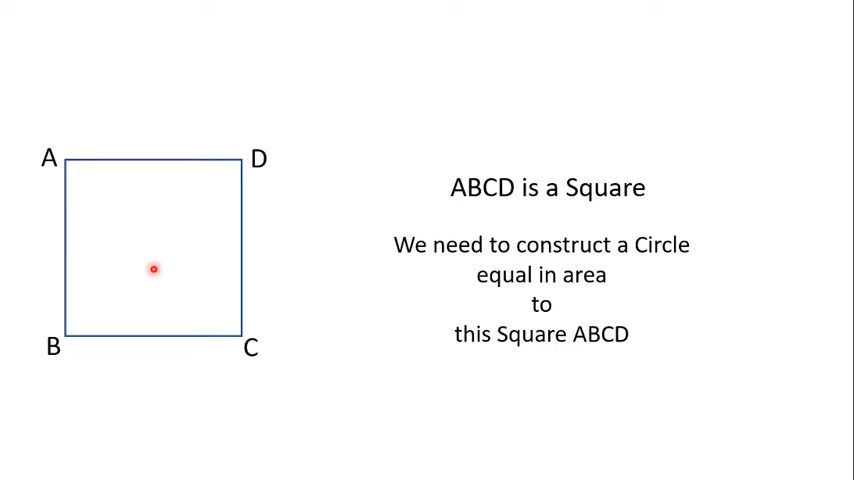 A
D
ABCD is a Square
We need to construct a Circle
equal in area
to
this Square ABCD
B
C